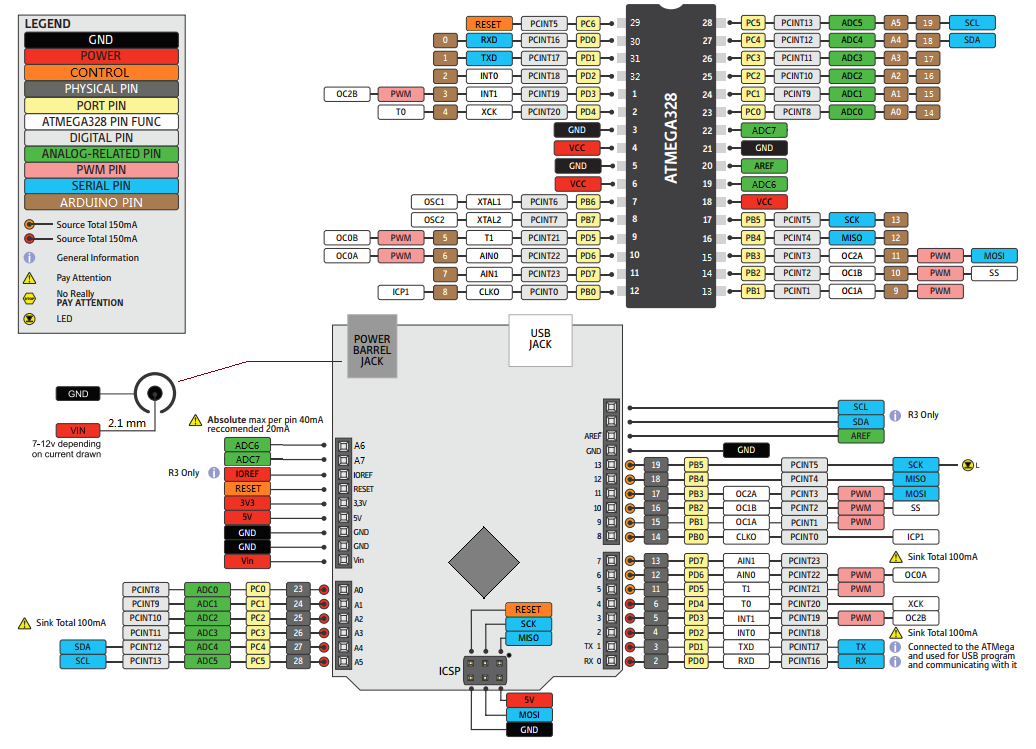 LEGEND
GND
POWER
CONTROL
PHYSICAL PIN
PORT PIN
ATMEGA328 PIN FUNC
DIGITAL PIN
ANALOG-RELATED PIN
PWM PIN
SERIAL PIN
ARDUINO PIN
Source Total 150mA
Source Total 150mA
General Information
Pay Attention
No Really
PAY ATTENTION
LED
RESET PCINT5 PC6 29
0 RXD PCINT16 PD0 30
1 TXD PCINT17 PD1 31
2 INT0 PCINT18 PD2 32
OC2B PWM 3 INT1 PCINT19 PD3 1
T0 4 XCK PCINT20 PD4 2
GND 3
VCC 4
GND 5
VCC 6
OSC1 XTAL1 PCINT6 PB6 7
OSC2 XTAL2 PCINT7 PB7 8
OC0B PWM 5 T1 PCINT21 PD5 9
OC0A PWM 6 AIN0 PCINT22 PD6 10
7 AIN1 PCINT23 PD7 11
ICP1 8 CLKO PCINT0 PB0 12
ATMEGA328
28 PC5 PCINT13 ADC5 A5 19 SCL
27 PC4 PCINT12 ADC4 A4 18 SDA
26 PC3 PCINT11 ADC3 A3 17
25 PC2 PCINT10 ADC2 A2 16
24 PC1 PCINT9 ADC1 A1 15
23 PC0 PCINT8 ADC0 A0 14
22 ADC7
21 GND
20 AREF
19 ADC6
18 VCC
17 PB5 PCINT5 SCK 13
16 PB4 PCINT4 MISO 12
15 PB3 PCINT3 OC2A 11 PWM MOSI
14 PB2 PCINT2 OC1B 10 PWM SS
13 PB1 PCINT1 OC1A 9 PWM
POWER
BARREL
JACK
USB
JACK
GND
VIN
2.1 mm
7-12v depending
on current drawn
Absolute max per pin 40mA
reccomended 20mA
ADC6 A6
ADC7 A7
R3 Only IOREF IOREF
RESET RESET
3V3 3,3V
5V 5V
GND GND
GND GND
Vin Vin
PCINT8 ADC0 PC0 23 A0
PCINT9 ADC1 PC1 24 A1
PCINT10 ADC2 PC2 25 A2
PCINT11 ADC3 PC3 26 A3
SDA PCINT12 ADC4 PC4 27 A4
SCL PCINT13 ADC5 PC5 28 A5
Sink Total 100mA
SCL
SDA
R3 Only
AREF AREF
GND GND
13 19 PB5 PCINT5 SCK L
12 18 PB4 PCINT4 MISO
11 17 PB3 OC2A PCINT3 PWM MOSI
10 16 PB2 OC1B PCINT2 PWM SS
9 15 PB1 OC1A PCINT1 PWM
8 14 PB0 CLKO PCINT0 ICP1
Sink Total 100mA
7 13 PD7 AIN1 PCINT23
6 12 PD6 AIN0 PCINT22 PWM OC0A
5 11 PD5 T1 PCINT21 PWM
4 6 PD4 T0 PCINT20 XCK
3 5 PD3 INT1 PCINT19 PWM OC2B
2 4 PD2 INT0 PCINT18
Sink Total 100mA
TX 1 3 PD1 TXD PCINT17 TX
RX 0 2 PD0 RXD PCINT16 RX
Connected to the ATMega
and used for USB program
and communicating with it
RESET
SCK
MISO
ICSP
5V
MOSI
GND